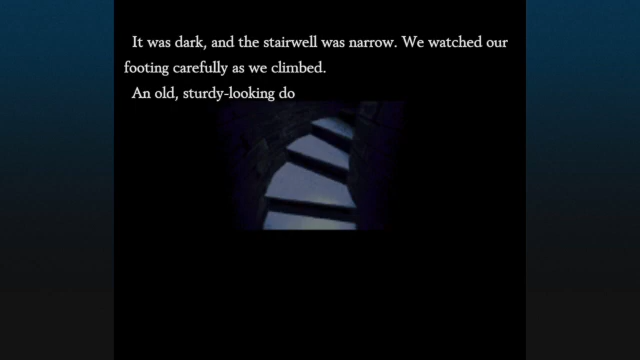 It was dark, and the stairwell was narrow. We watched our
footing carefully as we climbed.
An old, sturdy-looking do